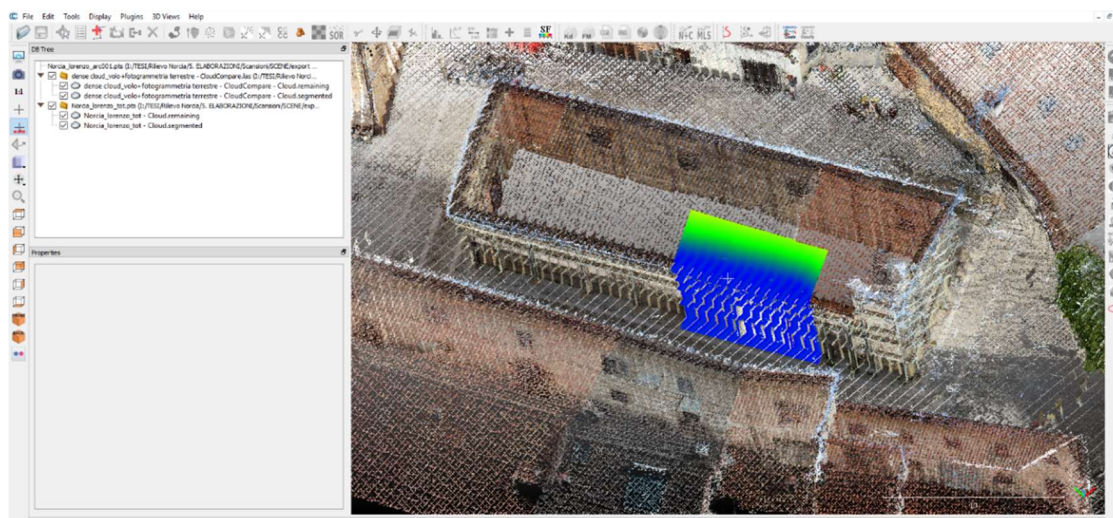 File Edit Tools Display Plugins 3D Views Help
SOR
SF
N+C MLS
DB Tree
1:1
Norcia_lorenzo_arc001.pts (I:/TESI/Rilievo Norcia/5. ELABORAZIONI/Scansioni/SCENE/export ...
dense cloud_volo+fotogrammetria terrestre - CloudCompare.las (I:/TESI/Rilievo Norci...
dense cloud_volo+fotogrammetria terrestre - CloudCompare - Cloud.remaining
dense cloud_volo+fotogrammetria terrestre - CloudCompare - Cloud.segmented
Norcia_lorenzo_tot.pts (I:/TESI/Rilievo Norcia/5. ELABORAZIONI/Scansioni/SCENE/exp...
Norcia_lorenzo_tot - Cloud.remaining
Norcia_lorenzo_tot - Cloud.segmented
Properties